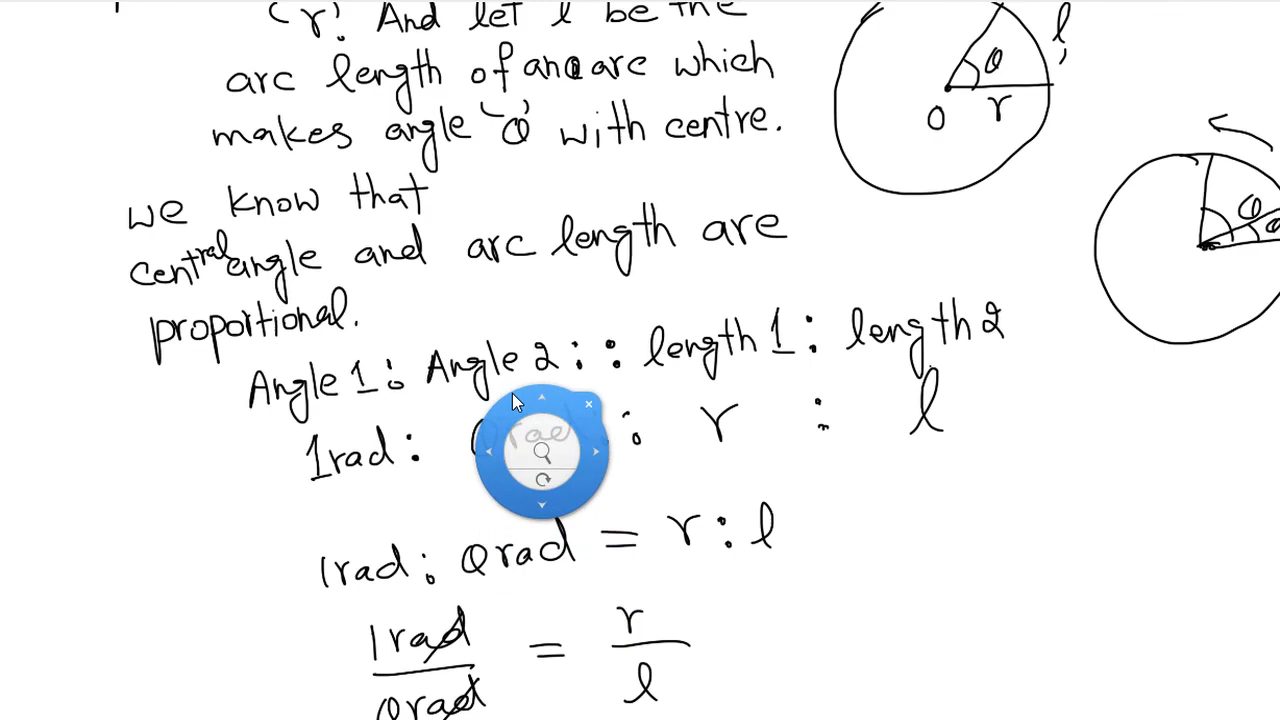 'r'. And let l be the
arc length of an arc which
makes angle 'θ' with centre.
we know that
central angle and arc length are
proportional.
Angle 1 : Angle 2 :: length 1 : length 2
1rad : θrad : r : l
1rad : θrad = r : l
1rad / θrad = r / l
l
θ
O r
θ
θ